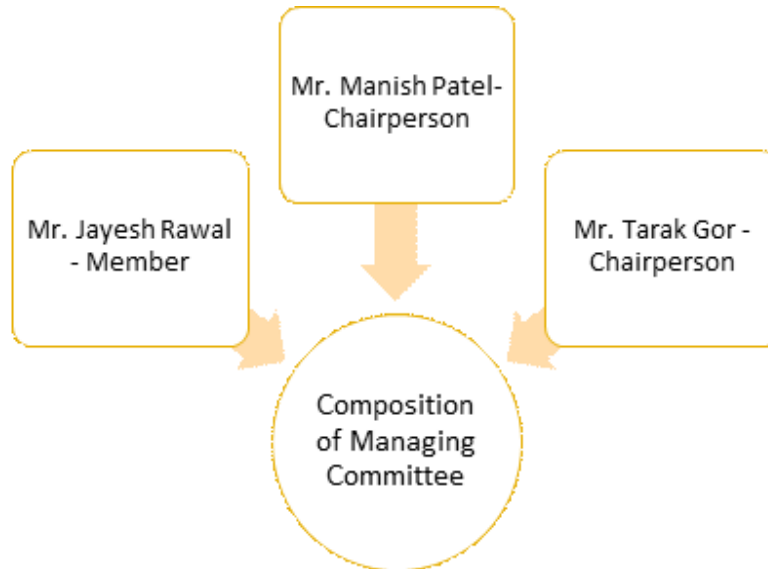 Mr. Manish Patel-
Chairperson
Mr. Jayesh Rawal
- Member
Mr. Tarak Gor -
Chairperson
Composition
of Managing
Committee